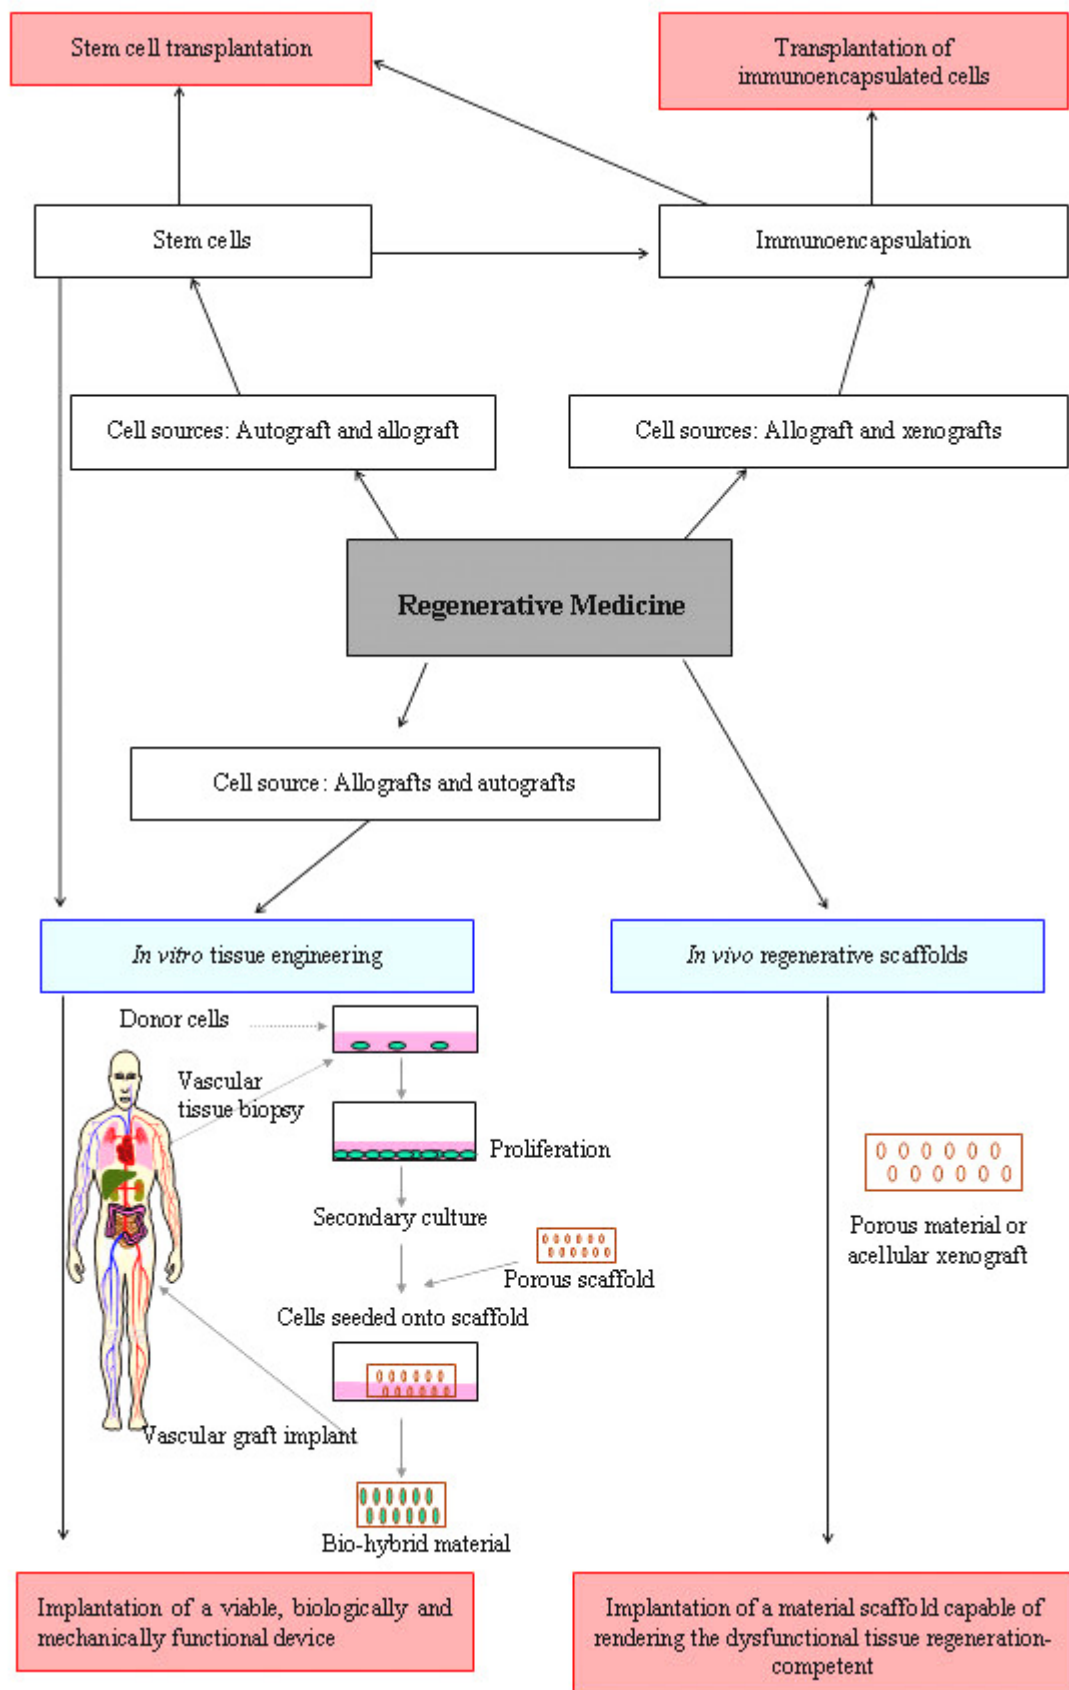 Stem cell transplantation
Transplantation of
immunoencapsulated cells
Stem cells
Immunoencapsulation
Cell sources: Autograft and allograft
Cell sources: Allograft and xenografts
Regenerative Medicine
Cell source: Allografts and autografts
In vitro tissue engineering
In vivo regenerative scaffolds
Donor cells
Vascular
tissue biopsy
Proliferation
Secondary culture
Porous scaffold
Cells seeded onto scaffold
Vascular graft implant
Bio-hybrid material
Porous material or
acellular xenograft
Implantation of a viable, biologically and
mechanically functional device
Implantation of a material scaffold capable of
rendering the dysfunctional tissue regeneration-
competent